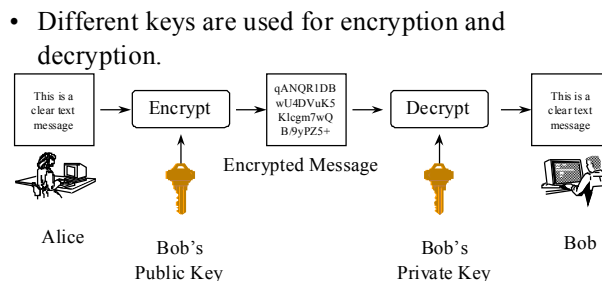 • Different keys are used for encryption and
decryption.
This is a
clear text
message
Encrypt
qANQR1DB
wU4DVuK5
Klcgm7wQ
B/9yPZ5+
Decrypt
This is a
clear text
message
Encrypted Message
Alice
Bob's
Public Key
Bob's
Private Key
Bob